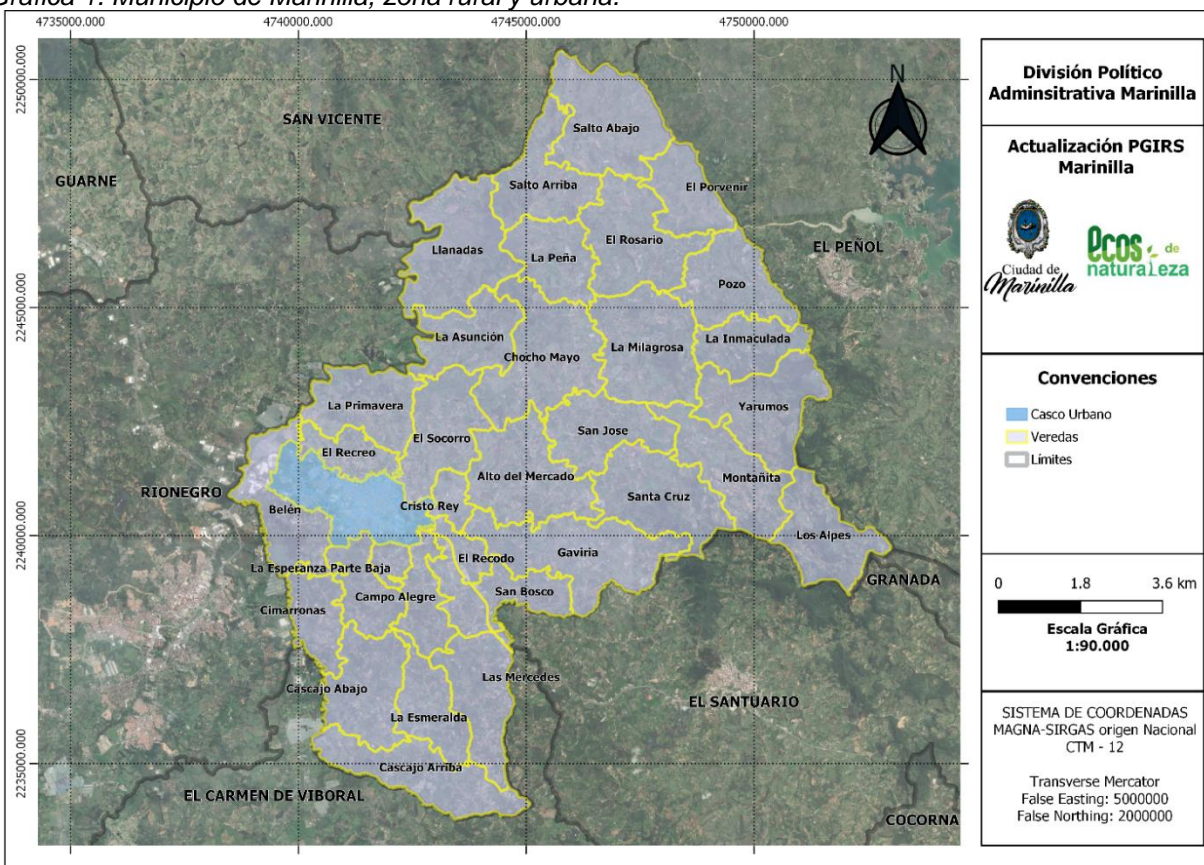 Gráfica 1. Municipio de Marinilla, zona rural y urbana.
4735000.000
4740000.000
4745000.000
4750000.000
2250000.000
2245000.000
2240000.000
2235000.000
N
SAN VICENTE
GUARNE
Salto Abajo
Salto Arriba
El Porvenir
Llanadas
La Peña
El Rosario
EL PEÑOL
Pozo
La Asunción
Chocho Mayo
La Milagrosa
La Inmaculada
La Primavera
Yarumos
El Socorro
San Jose
El Recreo
RIONEGRO
Alto del Mercado
Montañita
Belén
Cristo Rey
Santa Cruz
Los Alpes
El Recodo
Gaviria
La Esperanza Parte Baja
GRANADA
Campo Alegre
San Bosco
Cimarronas
Las Mercedes
Cascajo Abajo
EL SANTUARIO
La Esmeralda
Cascajo Arriba
EL CARMEN DE VIBORAL
COCORNA
División Político
Adminsitrativa Marinilla
Actualización PGIRS
Marinilla
Ciudad de
Marinilla
ecos de
naturaleza
Convenciones
Casco Urbano
Veredas
Límites
0 1.8 3.6 km
Escala Gráfica
1:90.000
SISTEMA DE COORDENADAS
MAGNA-SIRGAS origen Nacional
CTM - 12
Transverse Mercator
False Easting: 5000000
False Northing: 2000000